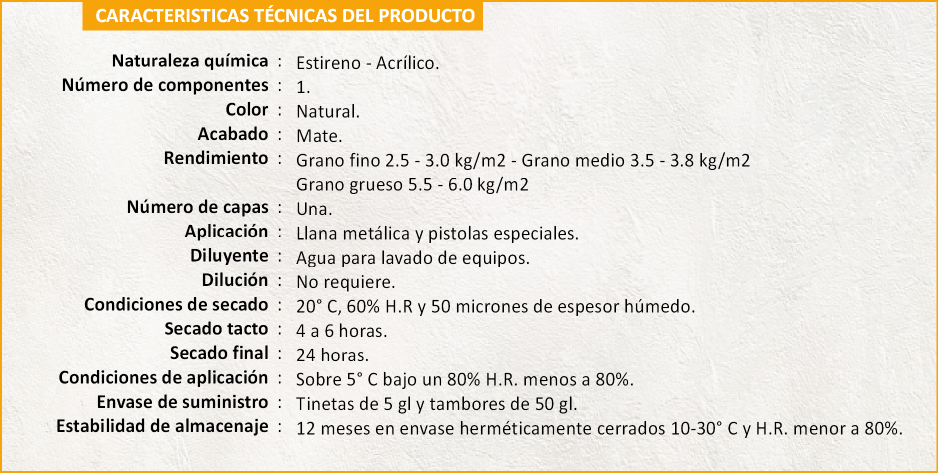 CARACTERISTICAS TÉCNICAS DEL PRODUCTO
Naturaleza química : Estireno - Acrílico.
Número de componentes : 1.
Color : Natural.
Acabado : Mate.
Rendimiento : Grano fino 2.5 - 3.0 kg/m2 - Grano medio 3.5 - 3.8 kg/m2
Grano grueso 5.5 - 6.0 kg/m2
Número de capas : Una.
Aplicación : Llana metálica y pistolas especiales.
Diluyente : Agua para lavado de equipos.
Dilución : No requiere.
Condiciones de secado : 20° C, 60% H.R y 50 micrones de espesor húmedo.
Secado tacto : 4 a 6 horas.
Secado final : 24 horas.
Condiciones de aplicación : Sobre 5° C bajo un 80% H.R. menos a 80%.
Envase de suministro : Tinetas de 5 gl y tambores de 50 gl.
Estabilidad de almacenaje : 12 meses en envase herméticamente cerrados 10-30° C y H.R. menor a 80%.